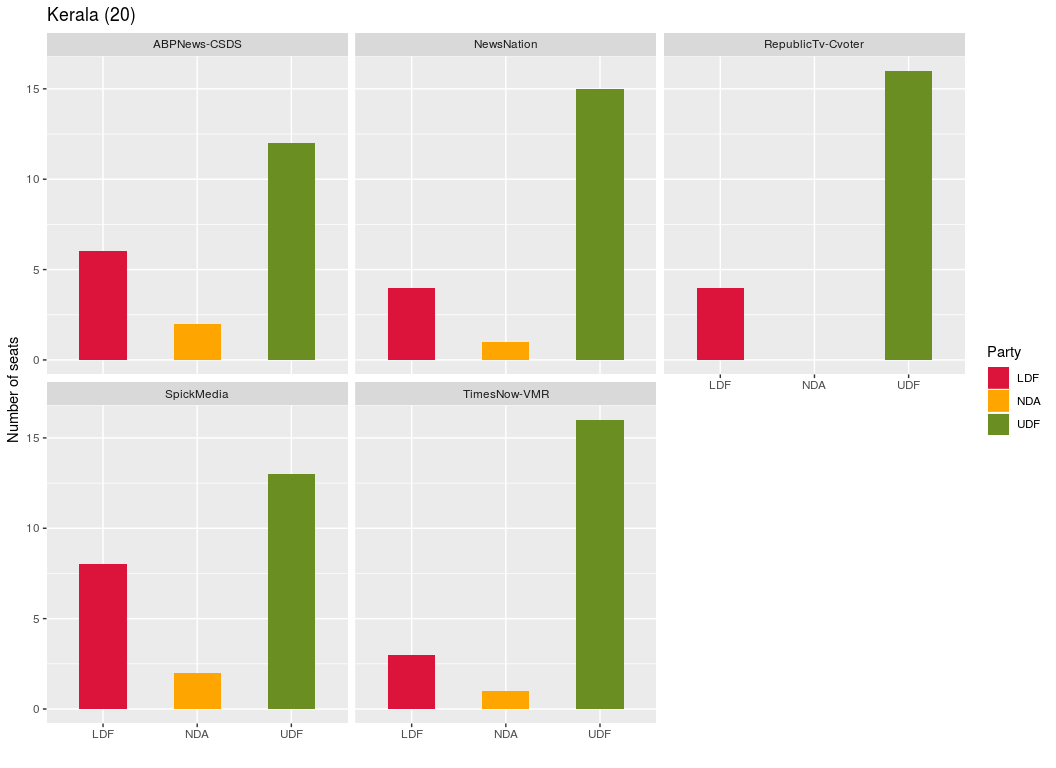 Kerala (20)
ABPNews-CSDS
NewsNation
RepublicTv-Cvoter
15
10
5
0
LDF
NDA
UDF
SpickMedia
TimesNow-VMR
15
10
5
0
LDF
NDA
UDF
LDF
NDA
UDF
Number of seats
Party
LDF
NDA
UDF